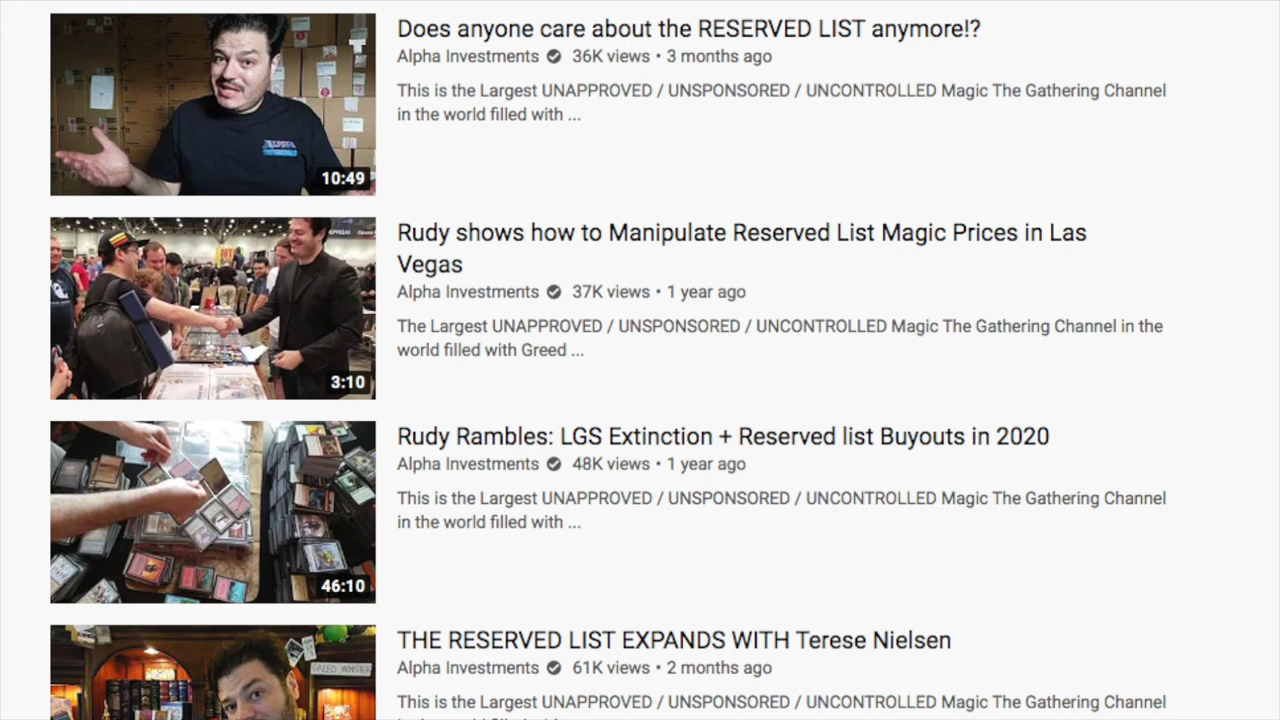 10:49
Does anyone care about the RESERVED LIST anymore!?
Alpha Investments 36K views • 3 months ago
This is the Largest UNAPPROVED / UNSPONSORED / UNCONTROLLED Magic The Gathering Channel
in the world filled with ...
3:10
Rudy shows how to Manipulate Reserved List Magic Prices in Las
Vegas
Alpha Investments 37K views • 1 year ago
The Largest UNAPPROVED / UNSPONSORED / UNCONTROLLED Magic The Gathering Channel in the
world filled with Greed ...
46:10
Rudy Rambles: LGS Extinction + Reserved list Buyouts in 2020
Alpha Investments 48K views • 1 year ago
This is the Largest UNAPPROVED / UNSPONSORED / UNCONTROLLED Magic The Gathering Channel
in the world filled with ...
GREED MONSTER
THE RESERVED LIST EXPANDS WITH Terese Nielsen
Alpha Investments 61K views • 2 months ago
This is the Largest UNAPPROVED / UNSPONSORED / UNCONTROLLED Magic The Gathering Channel